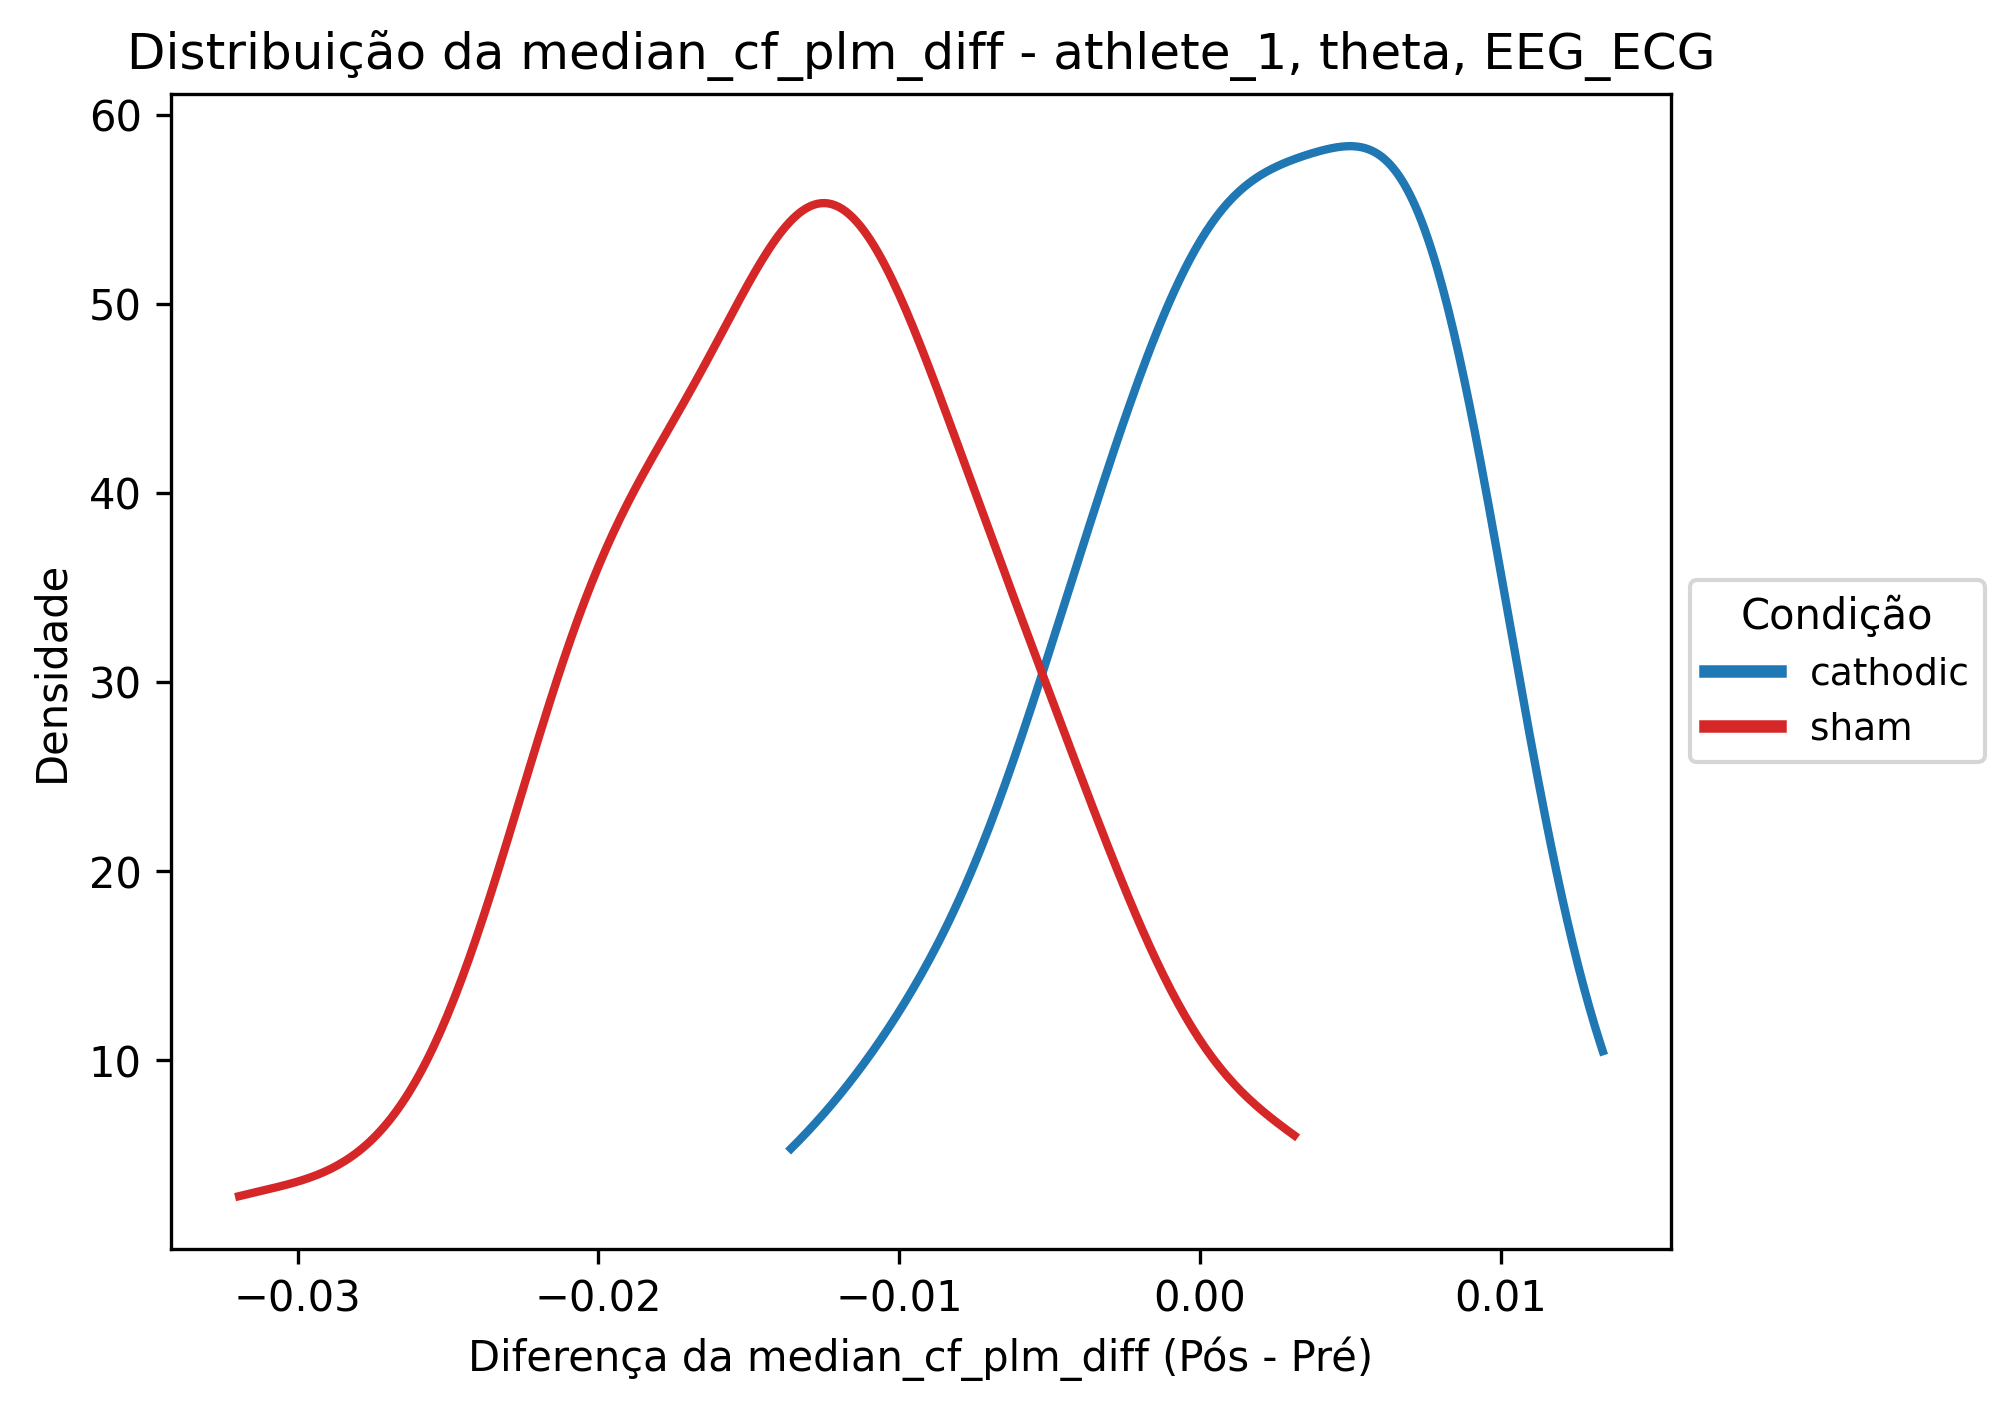 Distribuição da median_cf_plm_diff - athlete_1, theta, EEG_ECG
60
50
40
30
20
10
Densidade
−0.03 −0.02 −0.01 0.00 0.01
Diferença da median_cf_plm_diff (Pós - Pré)
Condição
cathodic
sham